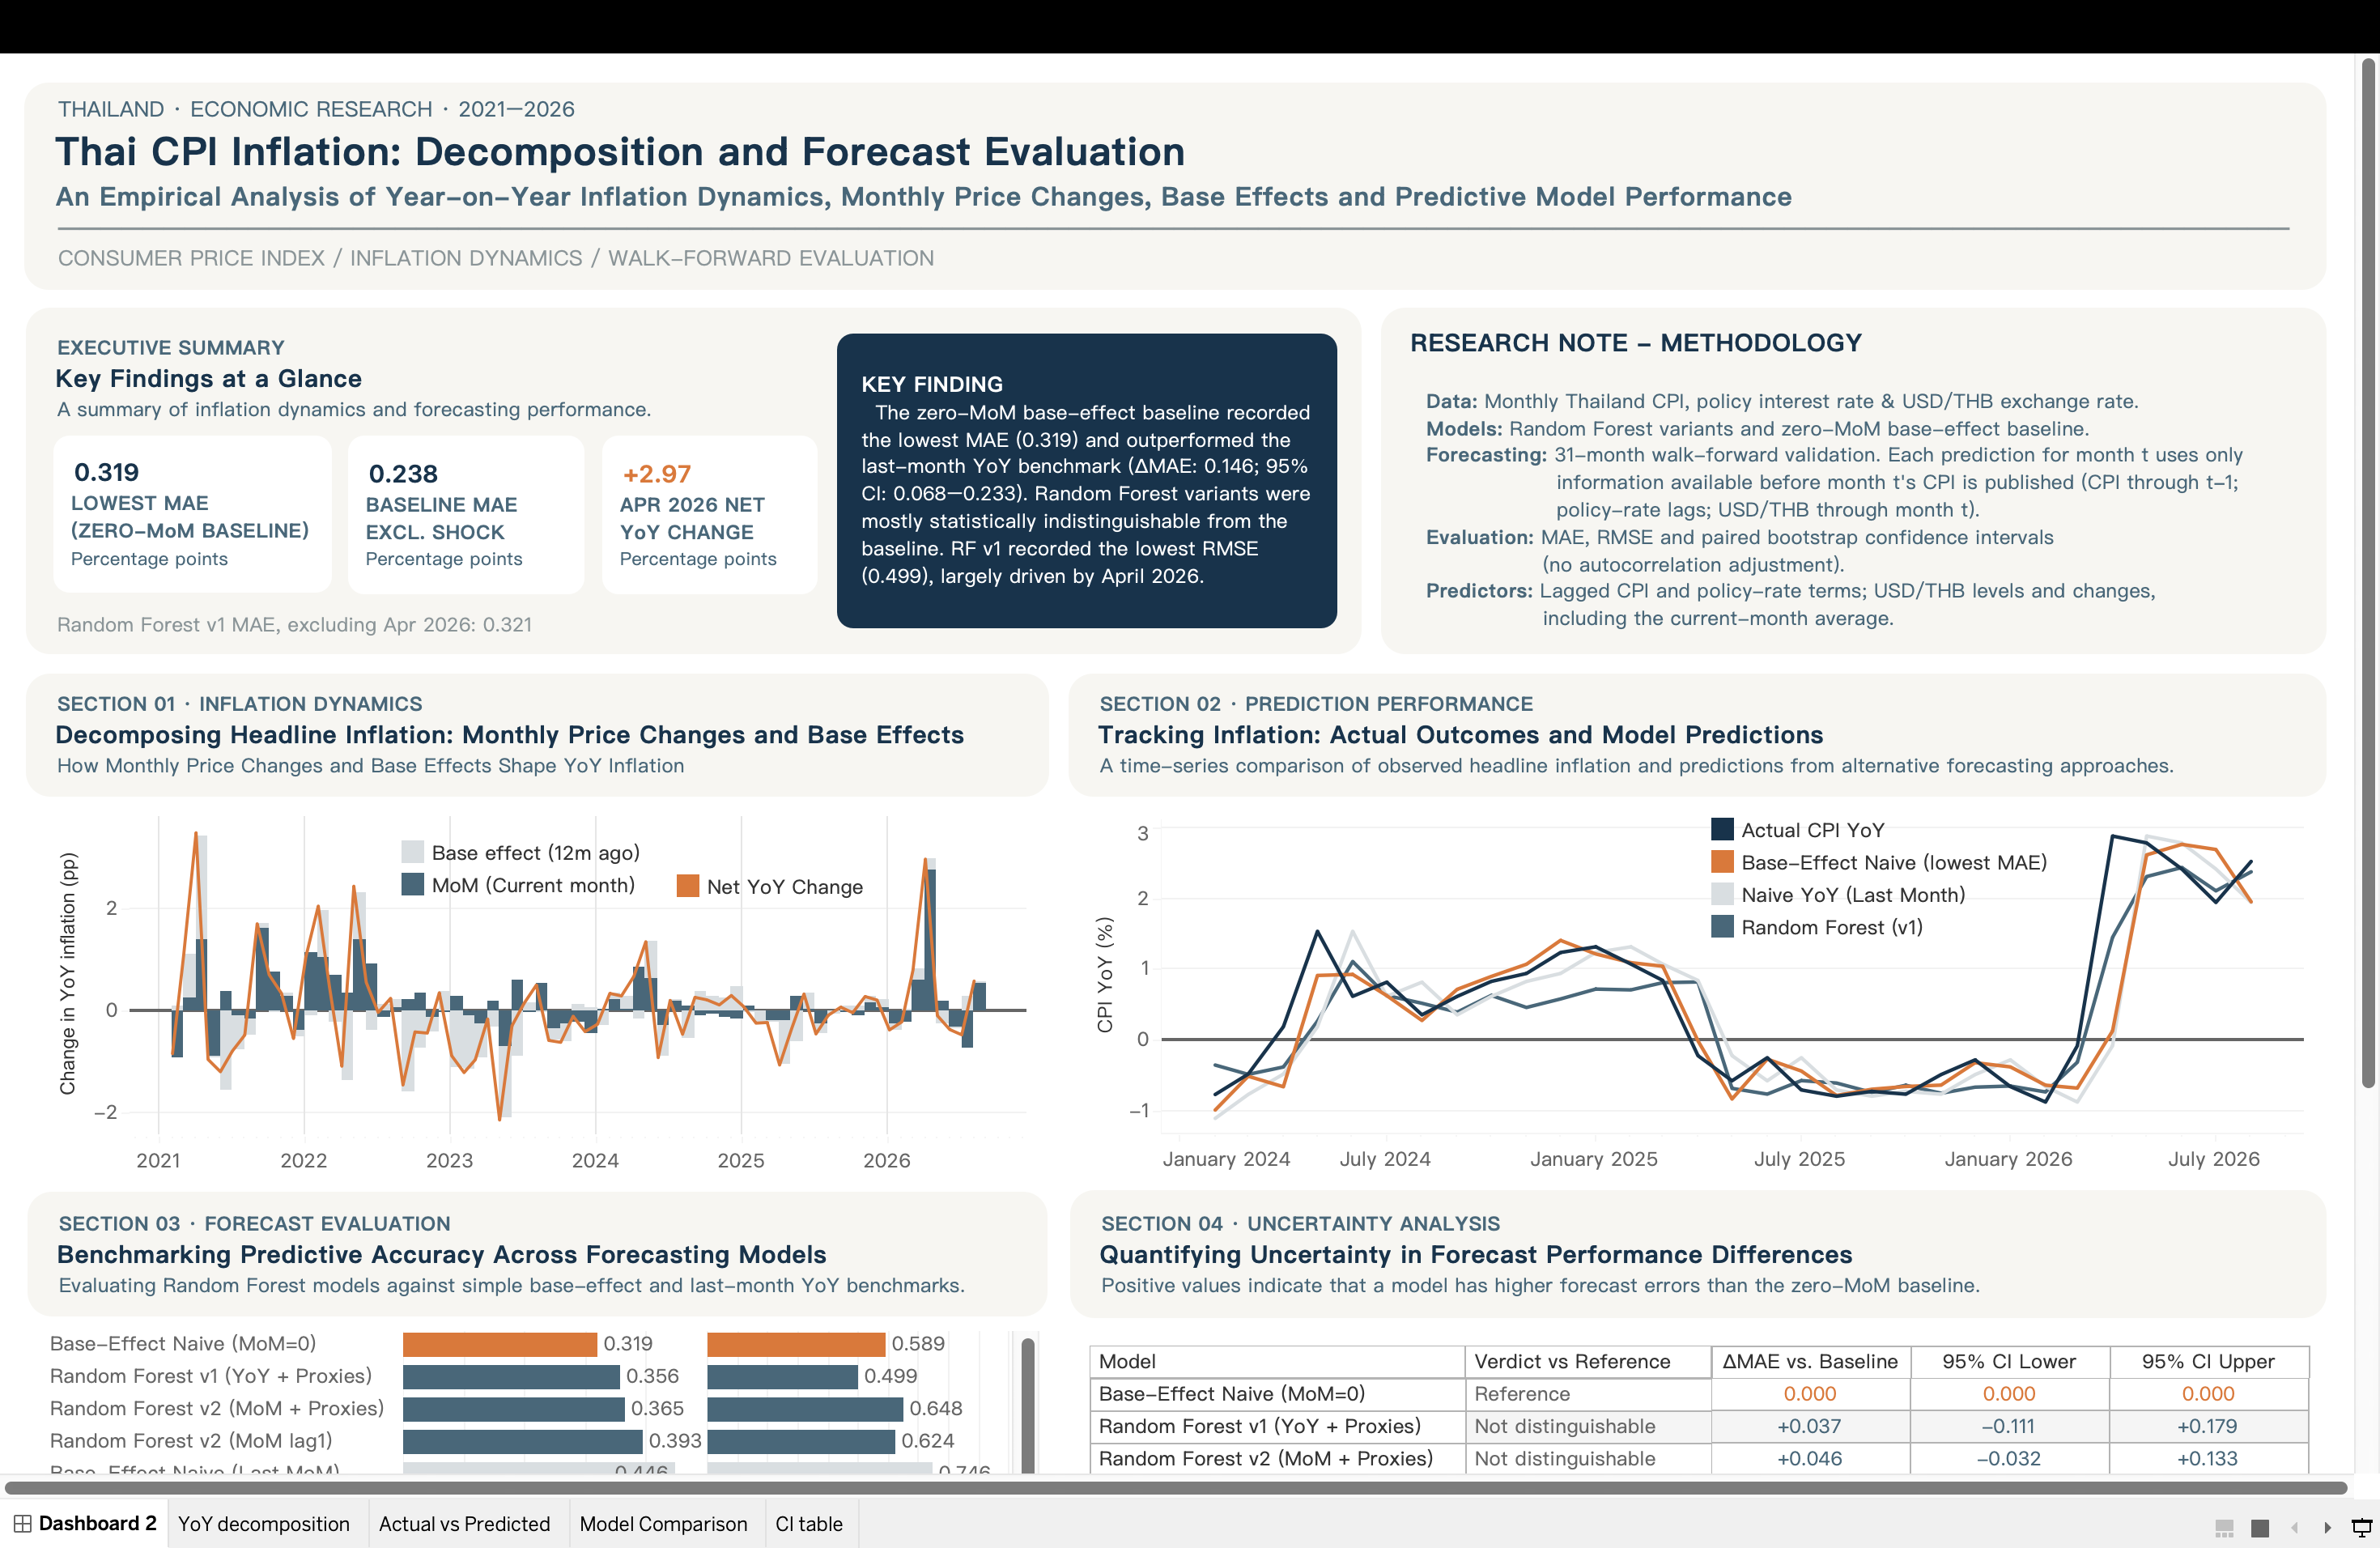 THAILAND · ECONOMIC RESEARCH · 2021—2026
Thai CPI Inflation: Decomposition and Forecast Evaluation
An Empirical Analysis of Year–on–Year Inflation Dynamics, Monthly Price Changes, Base Effects and Predictive Model Performance
CONSUMER PRICE INDEX / INFLATION DYNAMICS / WALK–FORWARD EVALUATION
EXECUTIVE SUMMARY
Key Findings at a Glance
A summary of inflation dynamics and forecasting performance.
0.319
LOWEST MAE
(ZERO–MoM BASELINE)
Percentage points
0.238
BASELINE MAE
EXCL. SHOCK
Percentage points
+2.97
APR 2026 NET
YoY CHANGE
Percentage points
Random Forest v1 MAE, excluding Apr 2026: 0.321
KEY FINDING
The zero–MoM base–effect baseline recorded
the lowest MAE (0.319) and outperformed the
last–month YoY benchmark (ΔMAE: 0.146; 95%
CI: 0.068—0.233). Random Forest variants were
mostly statistically indistinguishable from the
baseline. RF v1 recorded the lowest RMSE
(0.499), largely driven by April 2026.
RESEARCH NOTE – METHODOLOGY
Data: Monthly Thailand CPI, policy interest rate & USD/THB exchange rate.
Models: Random Forest variants and zero–MoM base–effect baseline.
Forecasting: 31–month walk–forward validation. Each prediction for month t uses only
information available before month t's CPI is published (CPI through t–1;
policy–rate lags; USD/THB through month t).
Evaluation: MAE, RMSE and paired bootstrap confidence intervals
(no autocorrelation adjustment).
Predictors: Lagged CPI and policy–rate terms; USD/THB levels and changes,
including the current–month average.
SECTION 01 · INFLATION DYNAMICS
Decomposing Headline Inflation: Monthly Price Changes and Base Effects
How Monthly Price Changes and Base Effects Shape YoY Inflation
Change in YoY inflation (pp)
2
0
–2
Base effect (12m ago)
MoM (Current month)
Net YoY Change
2021
2022
2023
2024
2025
2026
SECTION 02 · PREDICTION PERFORMANCE
Tracking Inflation: Actual Outcomes and Model Predictions
A time–series comparison of observed headline inflation and predictions from alternative forecasting approaches.
CPI YoY (%)
3
2
1
0
–1
Actual CPI YoY
Base–Effect Naive (lowest MAE)
Naive YoY (Last Month)
Random Forest (v1)
January 2024
July 2024
January 2025
July 2025
January 2026
July 2026
SECTION 03 · FORECAST EVALUATION
Benchmarking Predictive Accuracy Across Forecasting Models
Evaluating Random Forest models against simple base–effect and last–month YoY benchmarks.
Base–Effect Naive (MoM=0) 0.319 0.589
Random Forest v1 (YoY + Proxies) 0.356 0.499
Random Forest v2 (MoM + Proxies) 0.365 0.648
Random Forest v2 (MoM lag1) 0.393 0.624
Base–Effect Naive (Last MoM) 0.446 0.746
SECTION 04 · UNCERTAINTY ANALYSIS
Quantifying Uncertainty in Forecast Performance Differences
Positive values indicate that a model has higher forecast errors than the zero–MoM baseline.
Model Verdict vs Reference ΔMAE vs. Baseline 95% CI Lower 95% CI Upper
Base–Effect Naive (MoM=0) Reference 0.000 0.000 0.000
Random Forest v1 (YoY + Proxies) Not distinguishable +0.037 –0.111 +0.179
Random Forest v2 (MoM + Proxies) Not distinguishable +0.046 –0.032 +0.133
Dashboard 2
YoY decomposition
Actual vs Predicted
Model Comparison
CI table